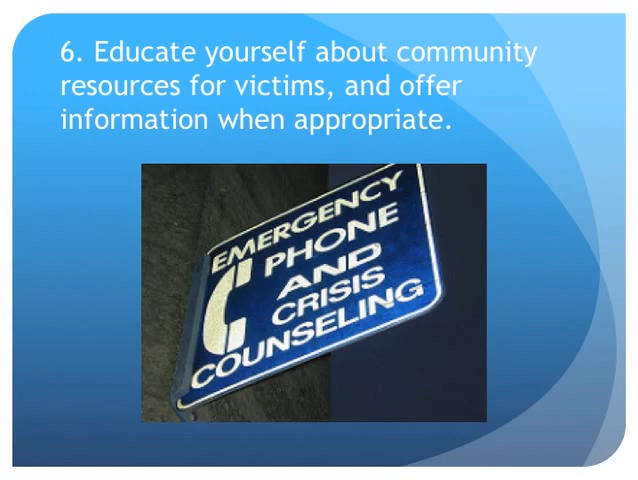 6. Educate yourself about community
resources for victims, and offer
information when appropriate.
EMERGENCY
PHONE
AND
CRISIS
COUNSELING